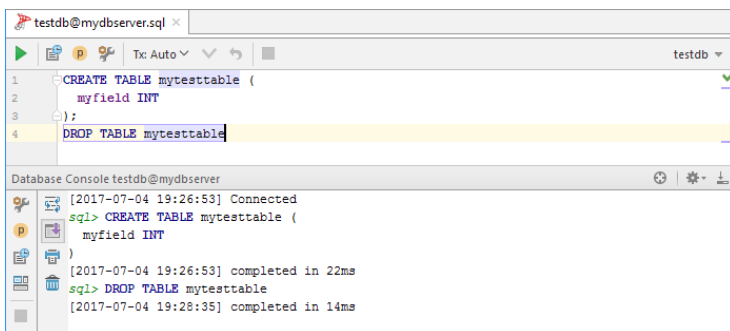 testdb@mydbserver.sql
Tx: Auto
testdb
1 CREATE TABLE mytesttable (
2 myfield INT
3 );
4 DROP TABLE mytesttable
Database Console testdb@mydbserver
[2017-07-04 19:26:53] Connected
sql> CREATE TABLE mytesttable (
myfield INT
)
[2017-07-04 19:26:53] completed in 22ms
sql> DROP TABLE mytesttable
[2017-07-04 19:28:35] completed in 14ms